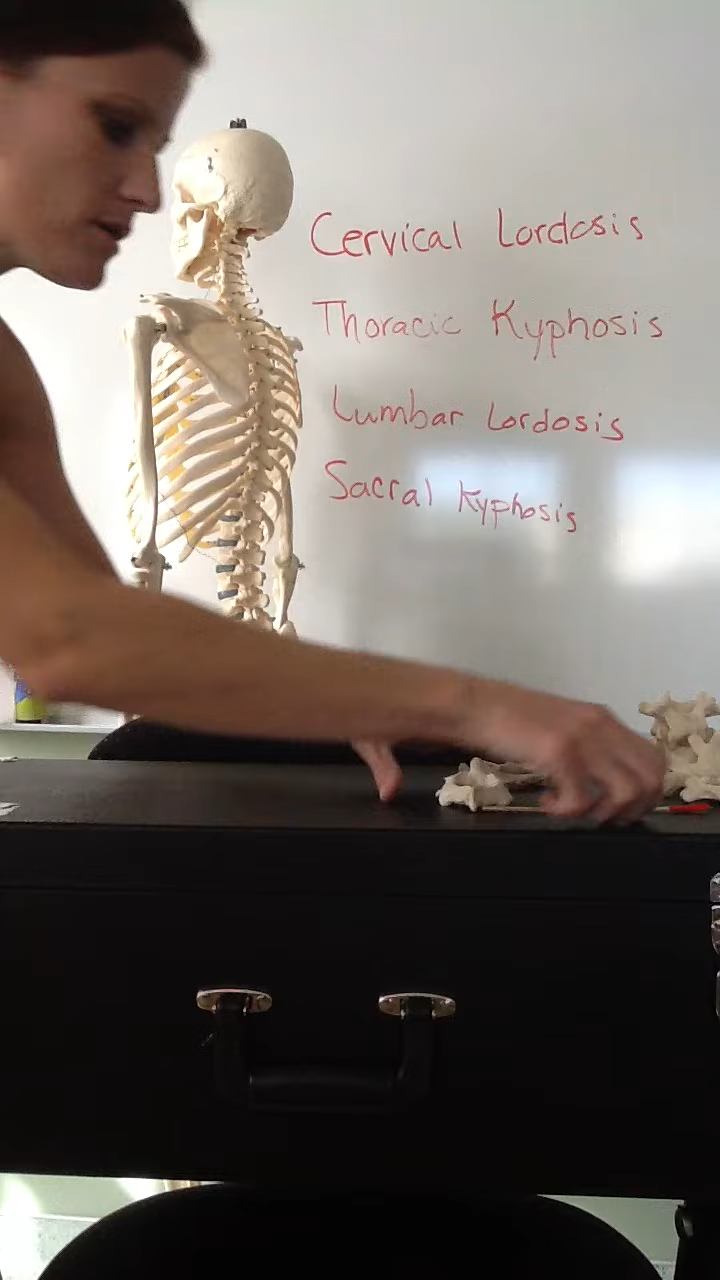 Cervical Lordosis
Thoracic Kyphosis
Lumbar Lordosis
Sacral Kyphosis